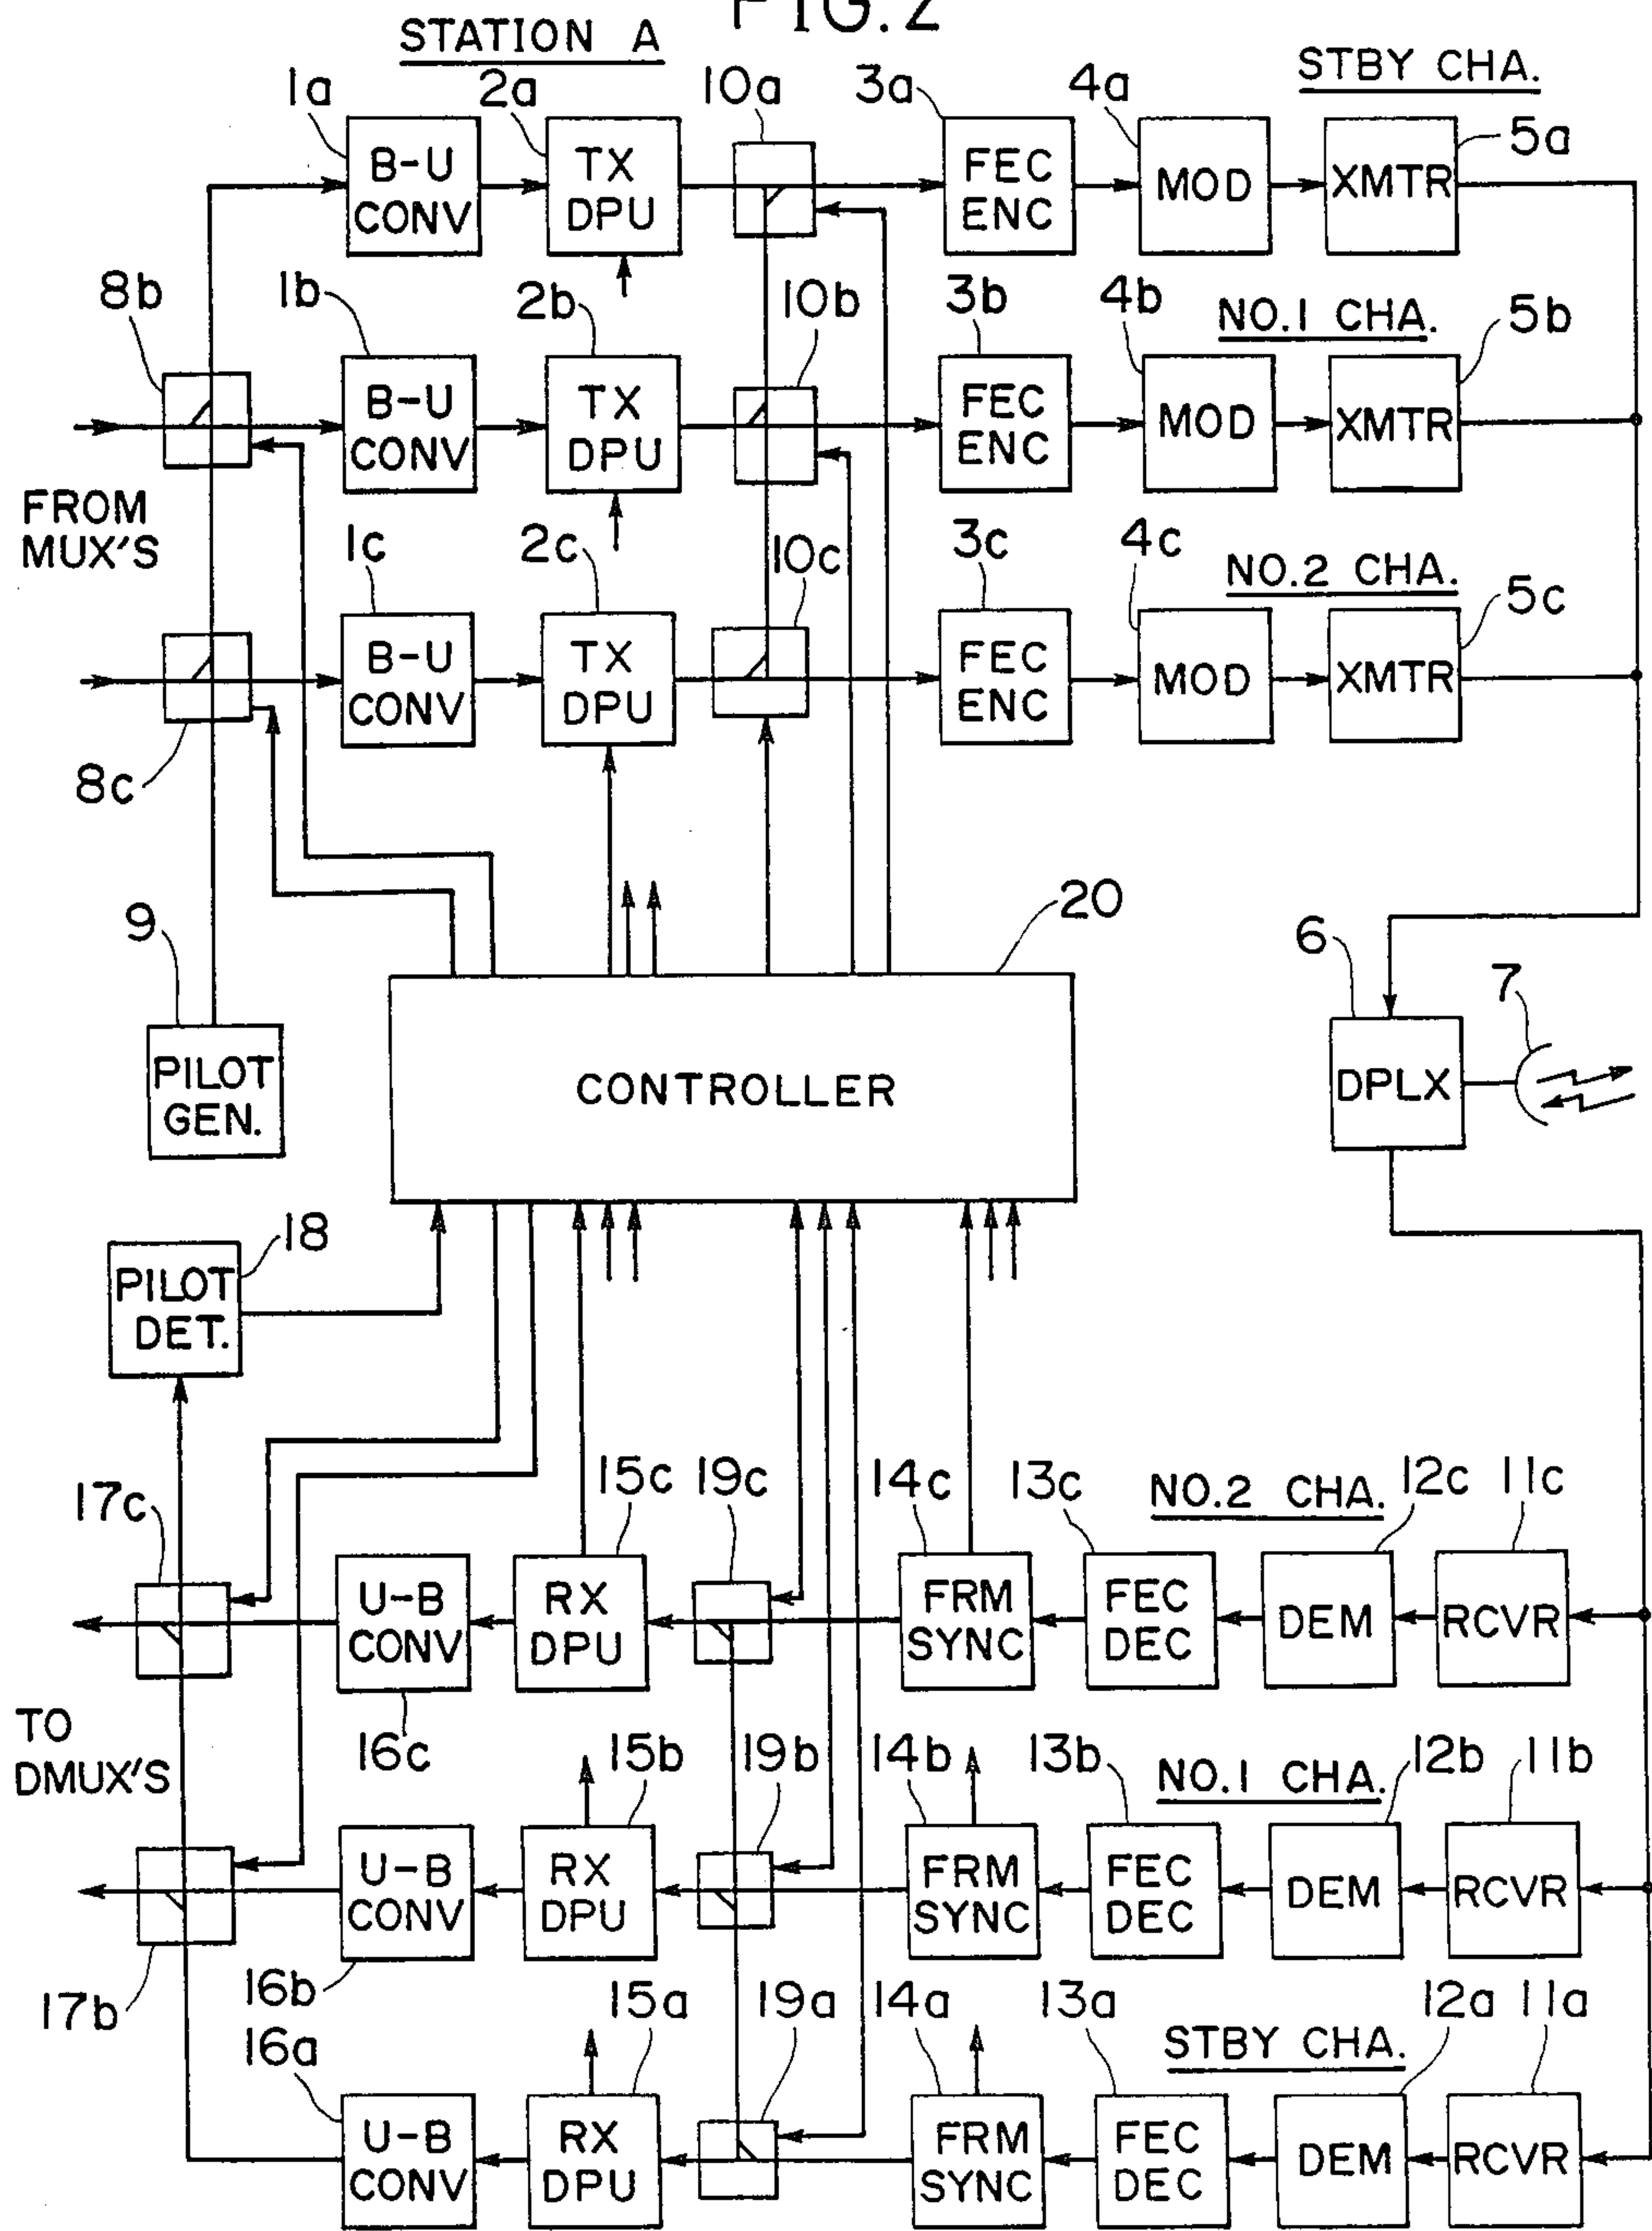 FIG. 2
STATION A
STBY CHA.
1a
2a
10a
3a
4a
5a
B-U CONV
TX DPU
FEC ENC
MOD
XMTR
8b
1b
2b
10b
3b
4b
NO.1 CHA.
5b
B-U CONV
TX DPU
FEC ENC
MOD
XMTR
FROM MUX'S
1c
2c
10c
3c
4c
NO.2 CHA.
5c
B-U CONV
TX DPU
FEC ENC
MOD
XMTR
8c
9
20
6
7
PILOT GEN.
CONTROLLER
DPLX
18
PILOT DET.
17c
15c
19c
14c
13c
NO.2 CHA.
12c
11c
U-B CONV
RX DPU
FRM SYNC
FEC DEC
DEM
RCVR
TO DMUX'S
16c
15b
19b
14b
13b
NO.1 CHA.
12b
11b
U-B CONV
RX DPU
FRM SYNC
FEC DEC
DEM
RCVR
17b
16b
16a
15a
19a
14a
13a
STBY CHA.
12a
11a
U-B CONV
RX DPU
FRM SYNC
FEC DEC
DEM
RCVR